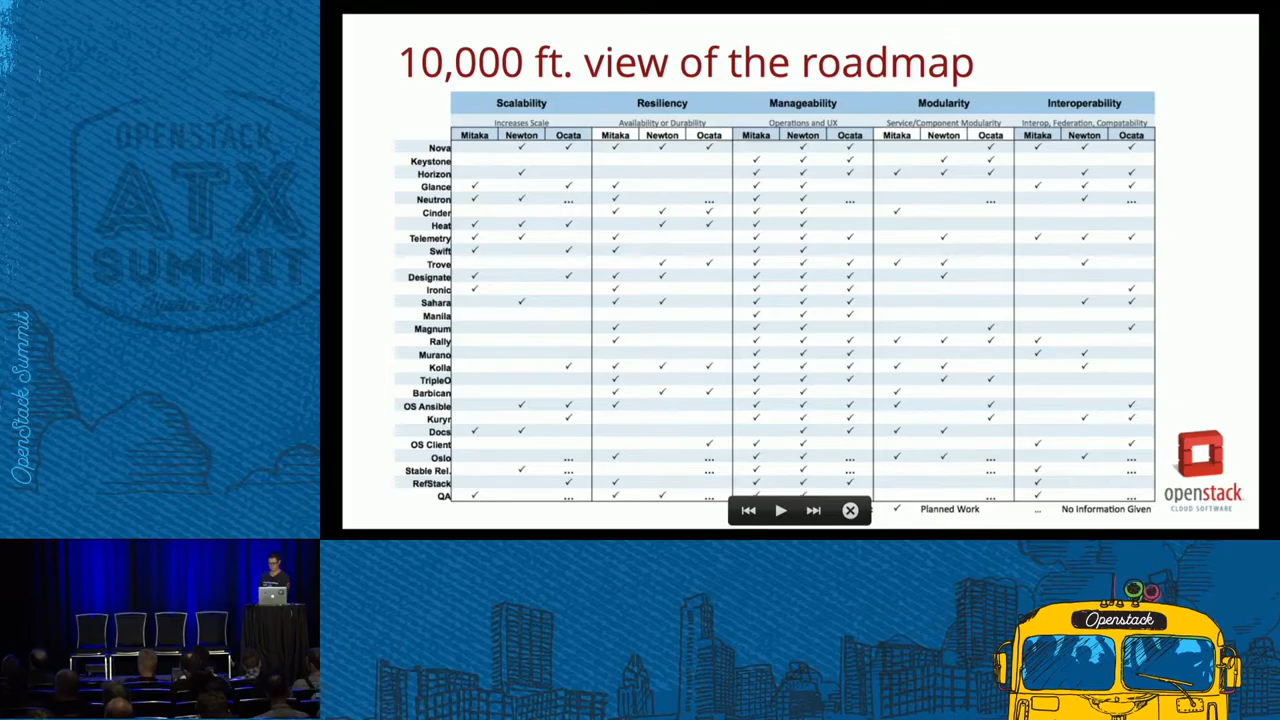 10,000 ft. view of the roadmap
Scalability Resiliency Manageability Modularity Interoperability
Increases Scale Availability or Durability Operations and UX Service/Component Modularity Interop, Federation, Compatability
Mitaka Newton Ocata Mitaka Newton Ocata Mitaka Newton Ocata Mitaka Newton Ocata Mitaka Newton Ocata
Nova ✓ ✓ ✓ ✓ ✓ ✓ ✓ ✓ ✓ ✓ ✓
Keystone ✓ ✓ ✓ ✓ ✓
Horizon ✓ ✓ ✓ ✓ ✓ ✓ ✓ ✓ ✓
Glance ✓ ✓ ✓ ✓ ✓ ✓ ✓ ✓
Neutron ✓ ✓ ... ✓ ... ✓ ✓ ... ... ✓ ...
Cinder ✓ ✓ ✓ ✓ ✓ ✓
Heat ✓ ✓ ✓ ✓ ✓ ✓ ✓
Telemetry ✓ ✓ ✓ ✓ ✓ ✓ ✓ ✓ ✓ ✓
Swift ✓ ✓ ✓ ✓ ✓
Trove ✓ ✓ ✓ ✓ ✓ ✓ ✓ ✓
Designate ✓ ✓ ✓ ✓ ✓ ✓ ✓ ✓
Ironic ✓ ✓ ✓ ✓ ✓ ✓
Sahara ✓ ✓ ✓ ✓ ✓ ✓ ✓ ✓
Manila ✓ ✓ ✓
Magnum ✓ ✓ ✓ ✓ ✓
Rally ✓ ✓ ✓ ✓ ✓ ✓ ✓ ✓
Murano ✓ ✓ ✓ ✓ ✓
Kolla ✓ ✓ ✓ ✓ ✓ ✓ ✓ ✓ ✓ ✓
TripleO ✓ ✓ ✓ ✓ ✓ ✓
Barbican ✓ ✓ ✓ ✓ ✓ ✓
OS Ansible ✓ ✓ ✓ ✓ ✓ ✓ ✓ ✓ ✓
Kuryr ✓ ✓ ✓ ✓ ✓ ✓ ✓
Docs ✓ ✓ ✓ ✓ ✓ ✓
OS Client ✓ ✓ ✓ ✓ ✓
Oslo ... ✓ ... ✓ ✓ ... ✓ ✓ ... ✓ ...
Stable Rel. ✓ ... ... ✓ ✓ ... ... ✓ ...
RefStack ✓ ✓ ✓ ✓ ✓ ✓
QA ✓ ... ✓ ✓ ... ✓ ✓ ... ✓ ...
✓ Planned Work ... No Information Given
openstack
CLOUD SOFTWARE
ATX
SUMMIT
OpenStack Summit
Openstack